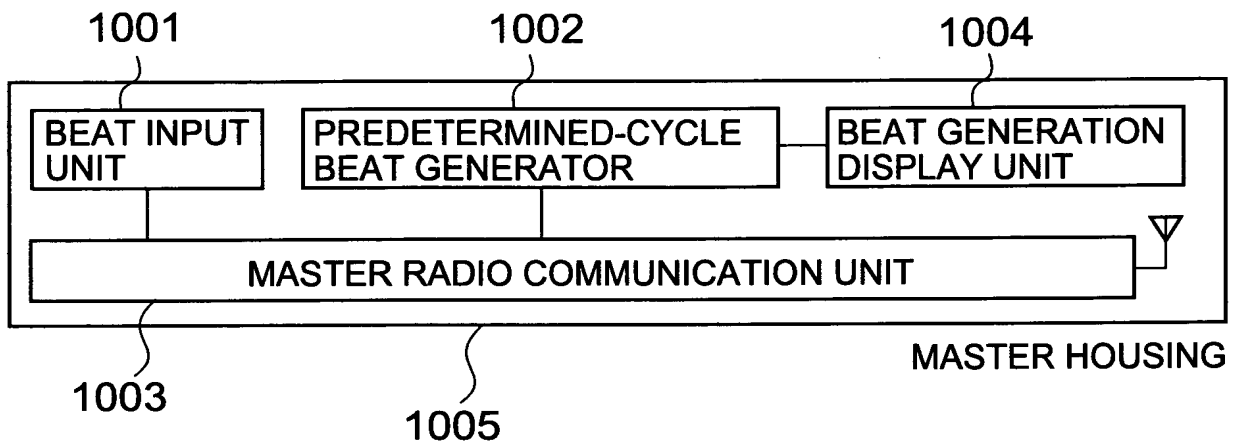 1001
1002
1004
BEAT INPUT
UNIT
PREDETERMINED-CYCLE
BEAT GENERATOR
BEAT GENERATION
DISPLAY UNIT
MASTER RADIO COMMUNICATION UNIT
MASTER HOUSING
1003
1005